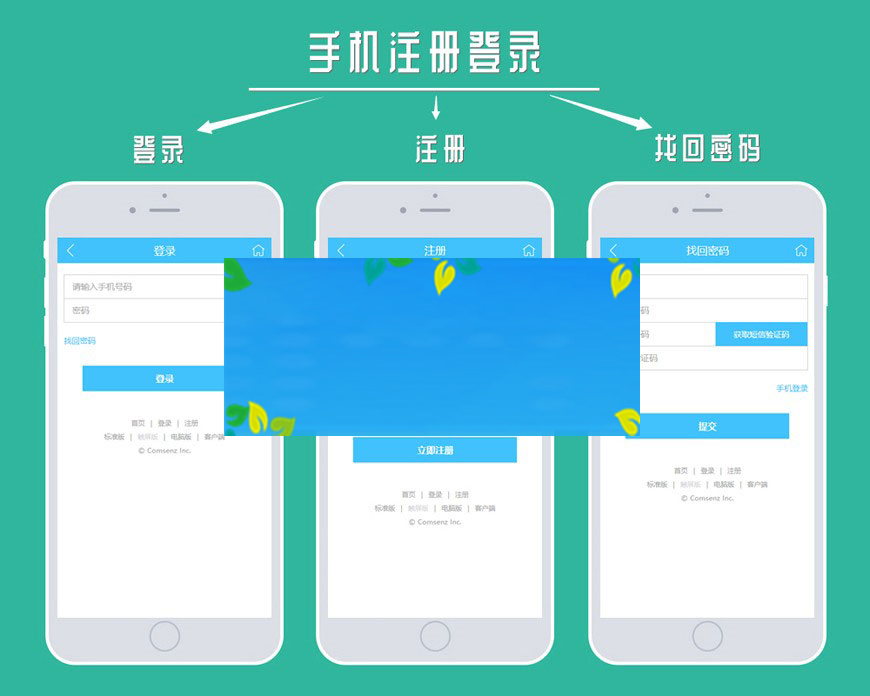 手机注册登录
登录
注册
找回密码
登录
请输入手机号码
密码
找回密码
登录
首页 | 登录 | 注册
标准版 | 触屏版 | 电脑版 | 客户端
© Comsenz Inc.
注册
立即注册
首页 | 登录 | 注册
标准版 | 触屏版 | 电脑版 | 客户端
© Comsenz Inc.
找回密码
码
码
获取短信验证码
证码
手机登录
提交
首页 | 登录 | 注册
标准版 | 触屏版 | 电脑版 | 客户端
© Comsenz Inc.